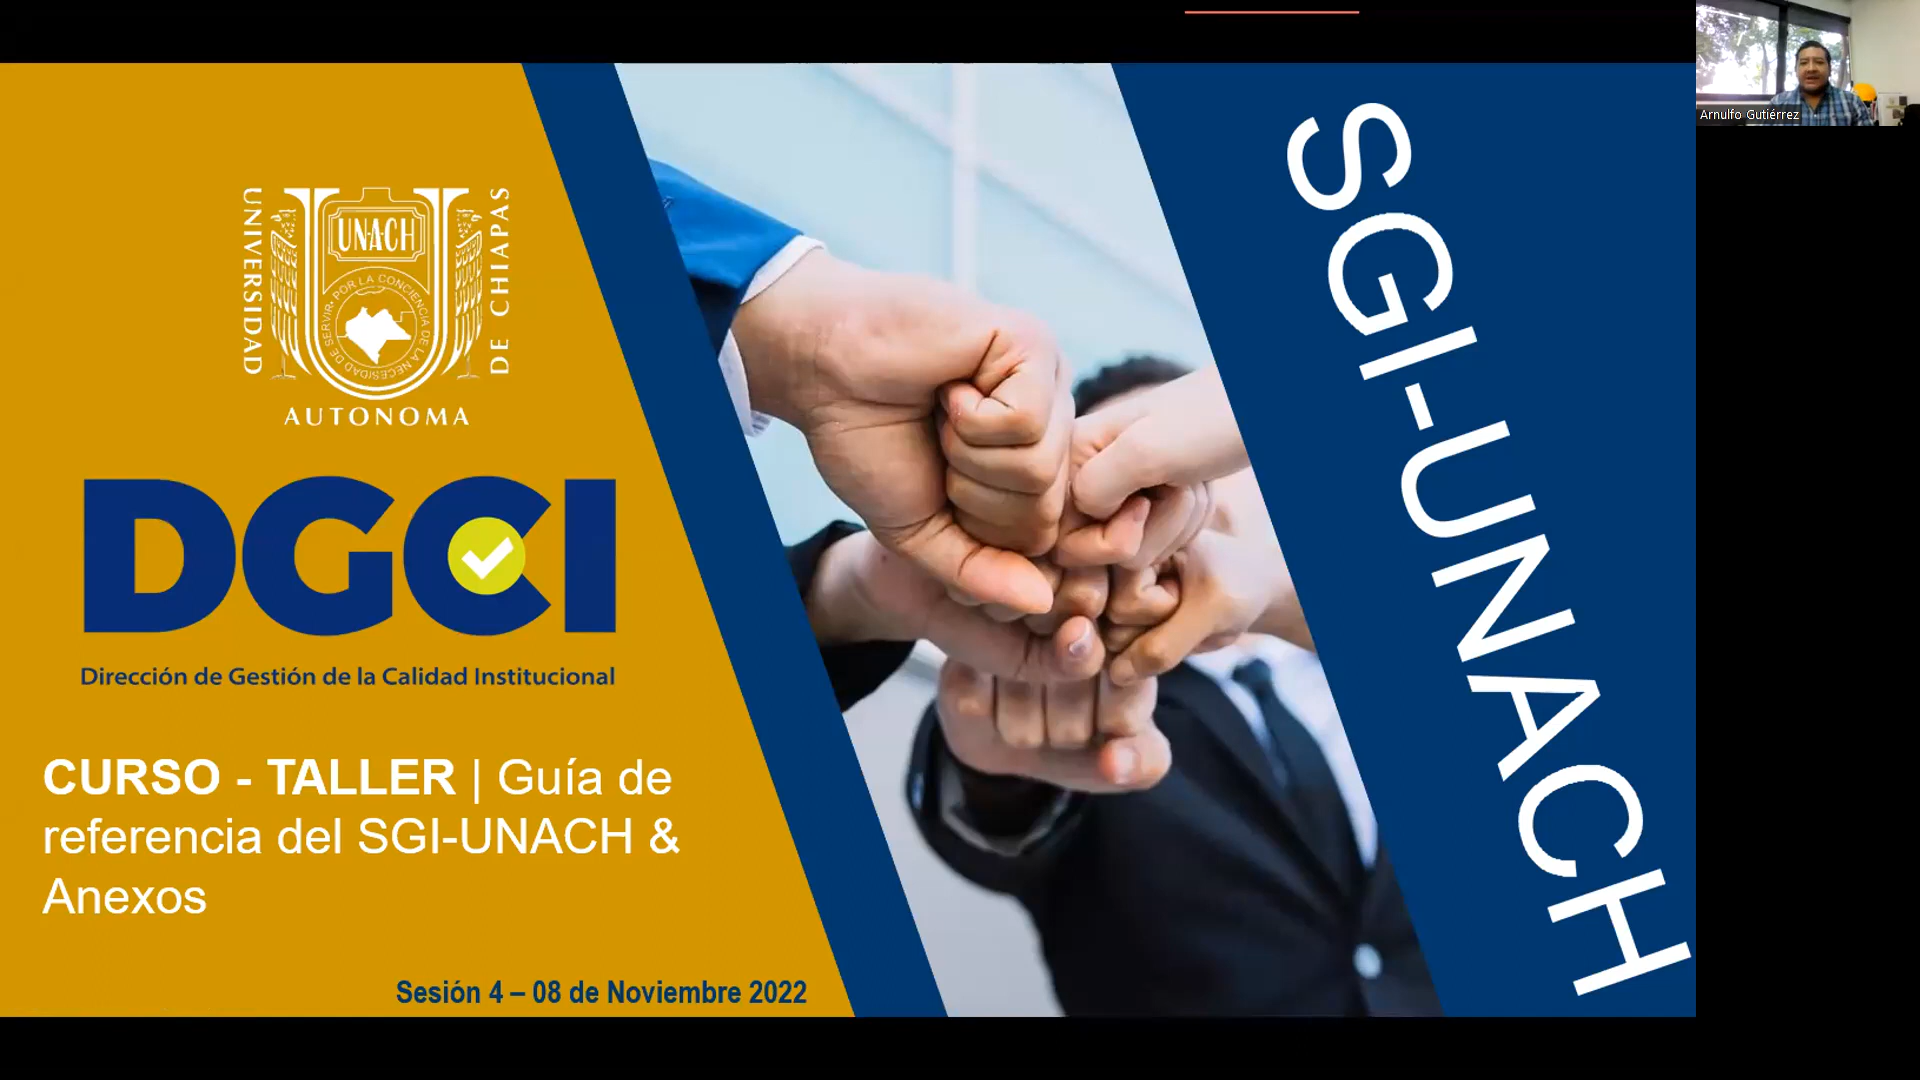 UNIVERSIDAD
UNACH
DE CHIAPAS
POR LA CONCIENCIA DE LA NECESIDAD DE SERVIR
AUTONOMA
DGCI
Dirección de Gestión de la Calidad Institucional
CURSO - TALLER | Guía de
referencia del SGI-UNACH &
Anexos
Sesión 4 – 08 de Noviembre 2022
SGI-UNACH
Arnulfo Gutiérrez